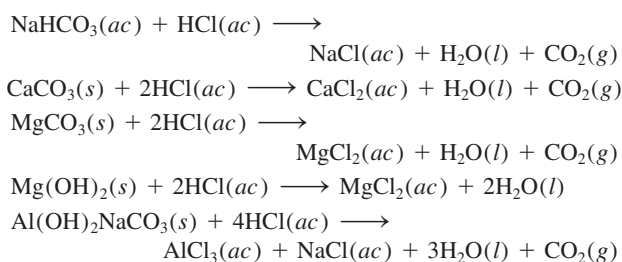 NaHCO₃(ac) + HCl(ac) ⟶
NaCl(ac) + H₂O(l) + CO₂(g)
CaCO₃(s) + 2HCl(ac) ⟶ CaCl₂(ac) + H₂O(l) + CO₂(g)
MgCO₃(s) + 2HCl(ac) ⟶
MgCl₂(ac) + H₂O(l) + CO₂(g)
Mg(OH)₂(s) + 2HCl(ac) ⟶ MgCl₂(ac) + 2H₂O(l)
Al(OH)₂NaCO₃(s) + 4HCl(ac) ⟶
AlCl₃(ac) + NaCl(ac) + 3H₂O(l) + CO₂(g)